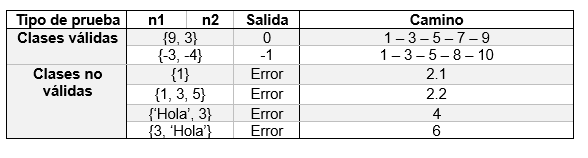 Tipo de prueba n1 n2 Salida Camino
Clases válidas {9, 3} 0 1 – 3 – 5 – 7 – 9
{-3, -4} -1 1 – 3 – 5 – 8 – 10
Clases no válidas {1} Error 2.1
{1, 3, 5} Error 2.2
{‘Hola’, 3} Error 4
{3, ‘Hola’} Error 6